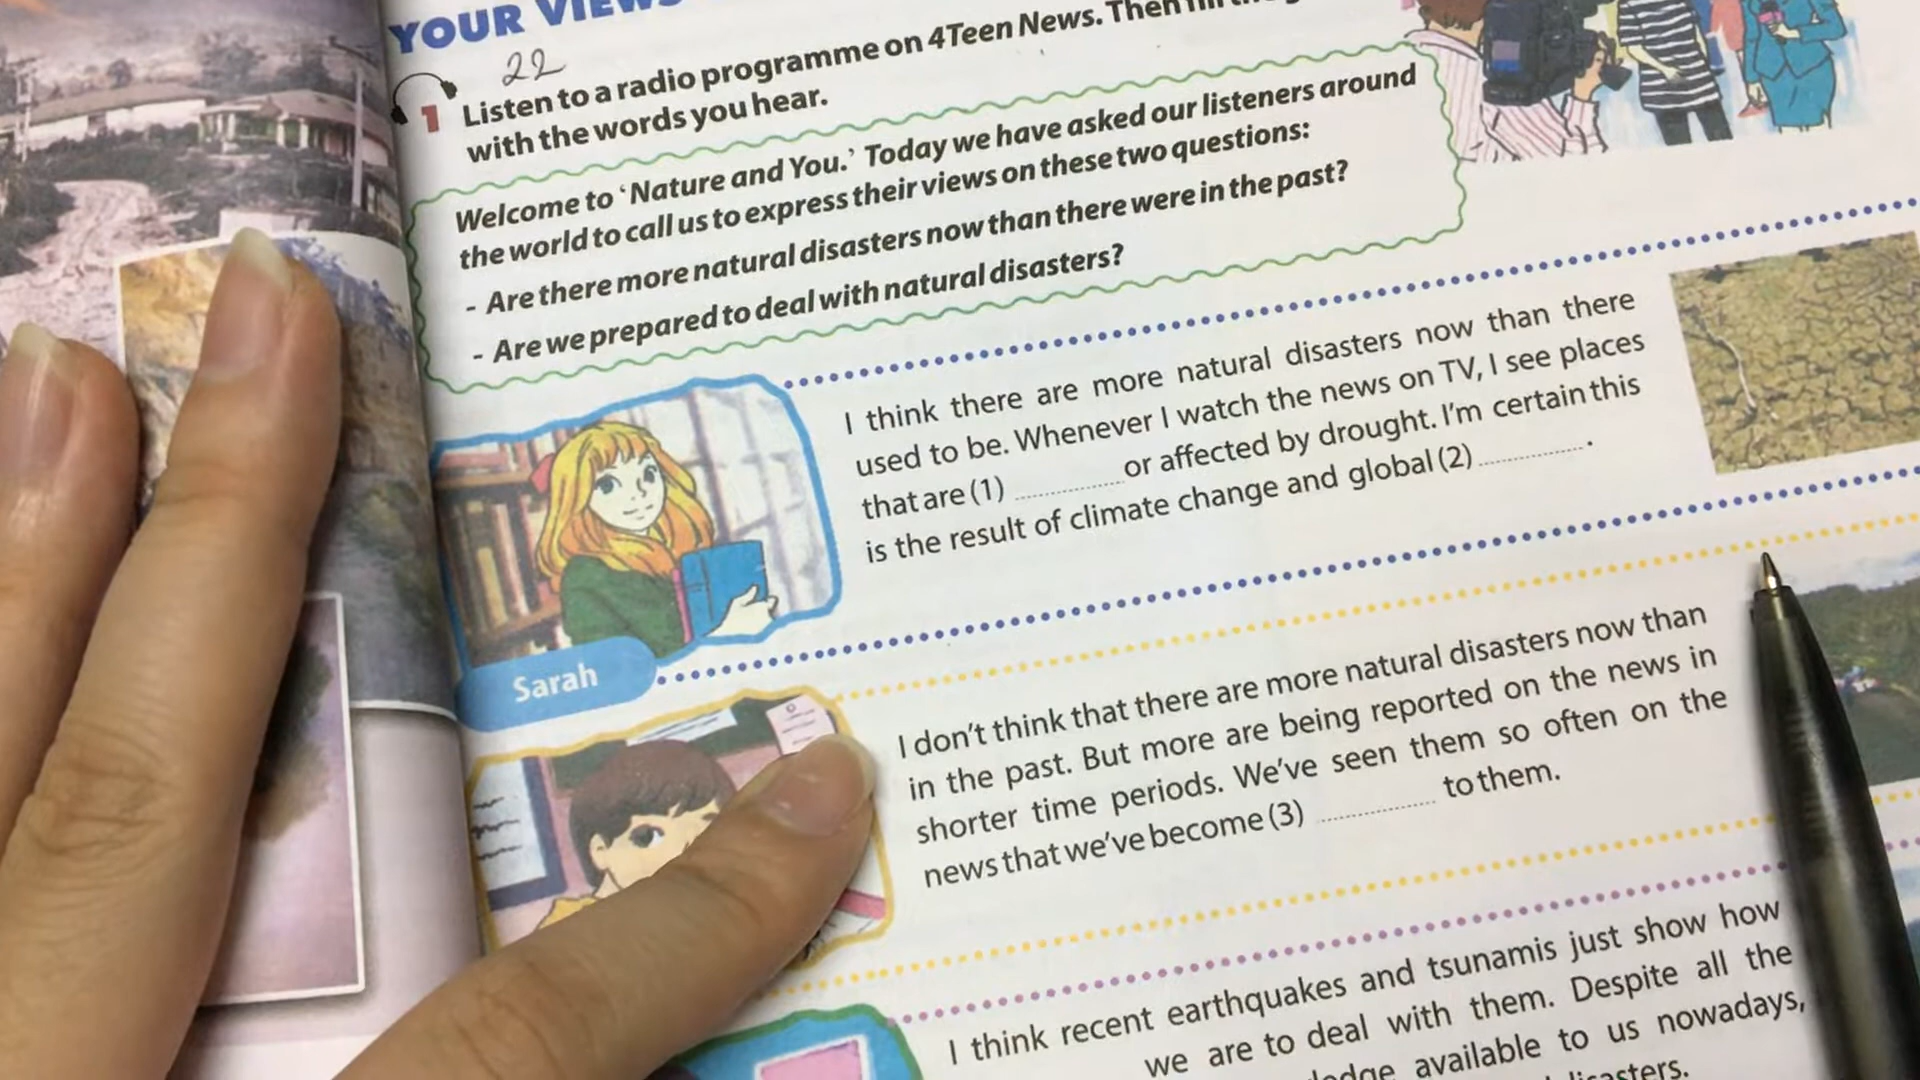 YOUR VIEWS
22
1 Listen to a radio programme on 4Teen News. Then
with the words you hear.
Welcome to ‘Nature and You.’ Today we have asked our listeners around
the world to call us to express their views on these two questions:
- Are there more natural disasters now than there were in the past?
- Are we prepared to deal with natural disasters?
I think there are more natural disasters now than there
used to be. Whenever I watch the news on TV, I see places
that are (1) ............... or affected by drought. I’m certain this
is the result of climate change and global (2) ............... .
Sarah
I don’t think that there are more natural disasters now than
in the past. But more are being reported on the news in
shorter time periods. We’ve seen them so often on the
news that we’ve become (3) ............... to them.
I think recent earthquakes and tsunamis just show how
we are to deal with them. Despite all the
available to us nowadays,